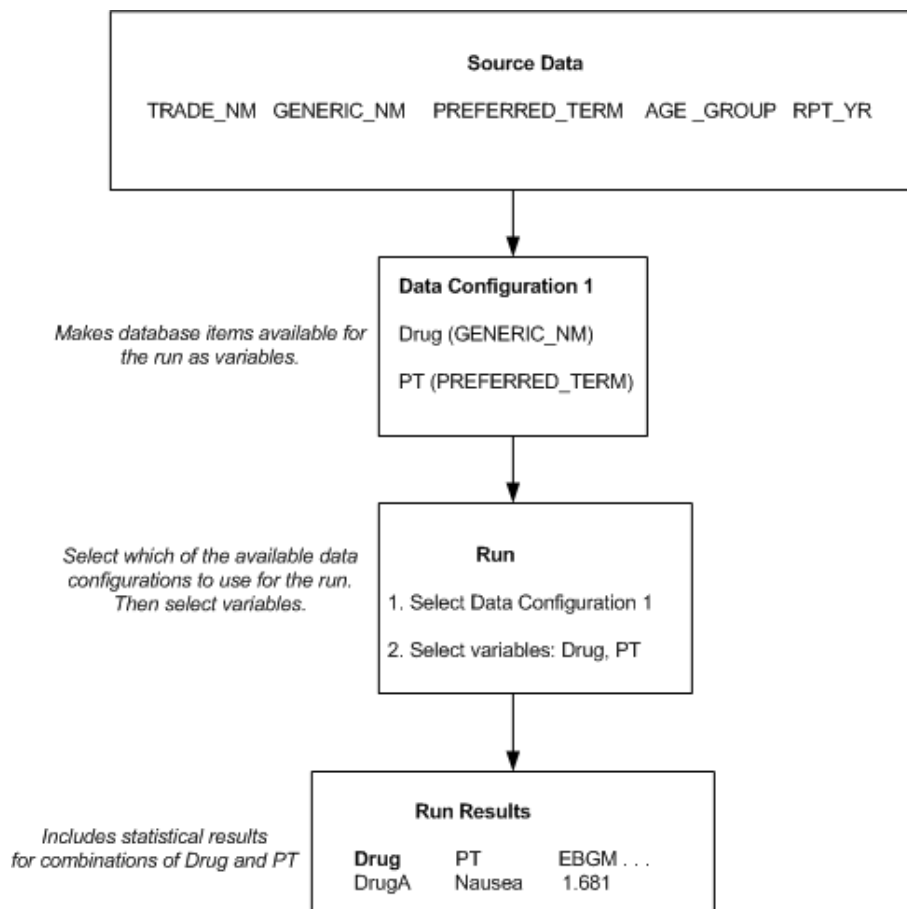 Source Data
TRADE_NM GENERIC_NM PREFERRED_TERM AGE _GROUP RPT_YR
Data Configuration 1
Makes database items available for
the run as variables.
Drug (GENERIC_NM)
PT (PREFERRED_TERM)
Select which of the available data
configurations to use for the run.
Then select variables.
Run
1. Select Data Configuration 1
2. Select variables: Drug, PT
Run Results
Includes statistical results
for combinations of Drug and PT
Drug PT EBGM . . .
DrugA Nausea 1.681